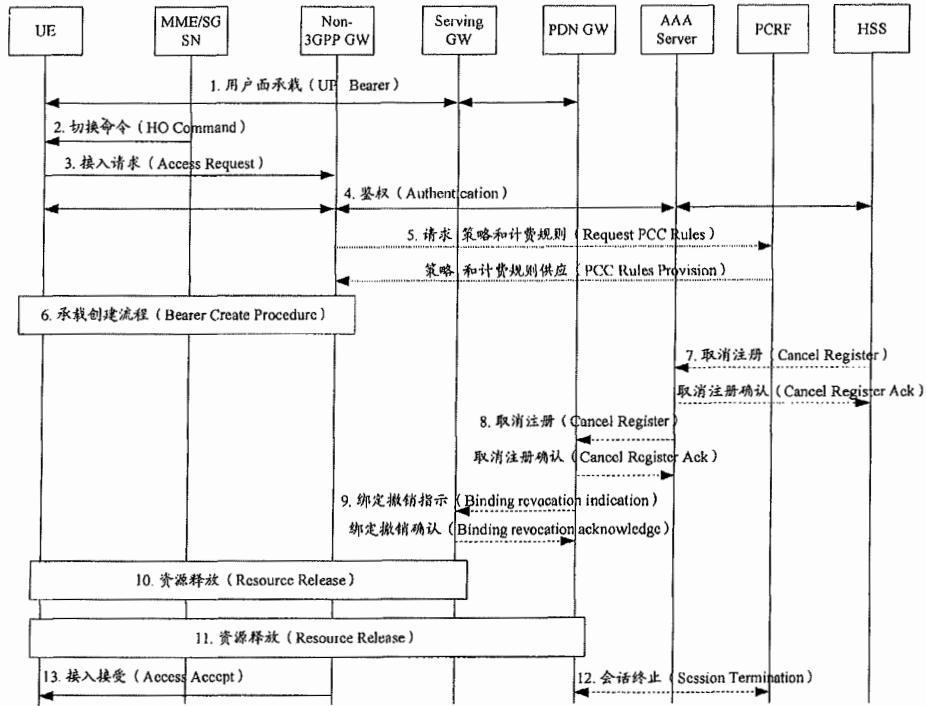 UE
MME/SG
SN
Non-
3GPP GW
Serving
GW
PDN GW
AAA
Server
PCRF
HSS
1. 用户面承载（UP Bearer）
2. 切换命令（HO Command）
3. 接入请求（Access Request）
4. 鉴权（Authentication）
5. 请求 策略和计费规则（Request PCC Rules）
策略 和计费规则供应（PCC Rules Provision）
6. 承载创建流程（Bearer Create Procedure）
7. 取消注册（Cancel Register）
取消注册确认（Cancel Register Ack）
8. 取消注册（Cancel Register）
取消注册确认（Cancel Register Ack）
9. 绑定撤销指示（Binding revocation indication）
绑定撤销确认（Binding revocation acknowledge）
10. 资源释放（Resource Release）
11. 资源释放（Resource Release）
12. 会话终止（Session Termination）
13. 接入接受（Access Accept）